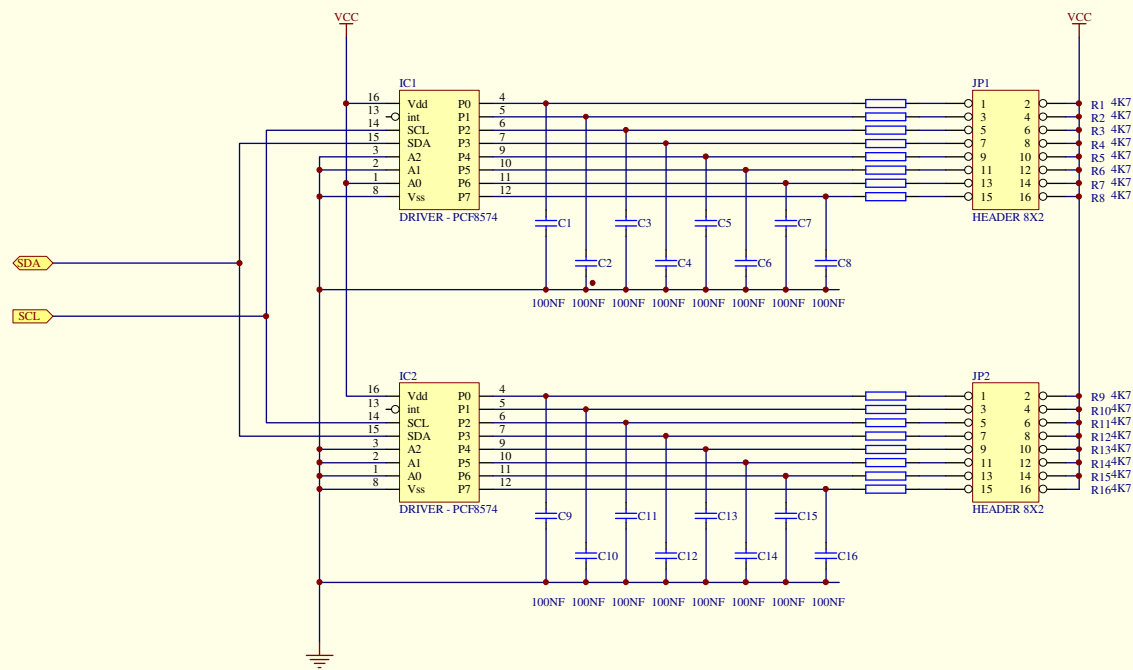 VCC VCC
IC1 JP1
16 Vdd P0 4 1 2 R1 4K7
13 int P1 5 3 4 R2 4K7
14 SCL P2 6 5 6 R3 4K7
15 SDA P3 7 7 8 R4 4K7
3 A2 P4 9 9 10 R5 4K7
2 A1 P5 10 11 12 R6 4K7
1 A0 P6 11 13 14 R7 4K7
8 Vss P7 12 15 16 R8 4K7
DRIVER - PCF8574 HEADER 8X2
C1 C3 C5 C7
SDA C2 C4 C6 C8
100NF 100NF 100NF 100NF 100NF 100NF 100NF 100NF
SCL
IC2 JP2
16 Vdd P0 4 1 2 R9 4K7
13 int P1 5 3 4 R10 4K7
14 SCL P2 6 5 6 R11 4K7
15 SDA P3 7 7 8 R12 4K7
3 A2 P4 9 9 10 R13 4K7
2 A1 P5 10 11 12 R14 4K7
1 A0 P6 11 13 14 R15 4K7
8 Vss P7 12 15 16 R16 4K7
DRIVER - PCF8574 HEADER 8X2
C9 C11 C13 C15
C10 C12 C14 C16
100NF 100NF 100NF 100NF 100NF 100NF 100NF 100NF